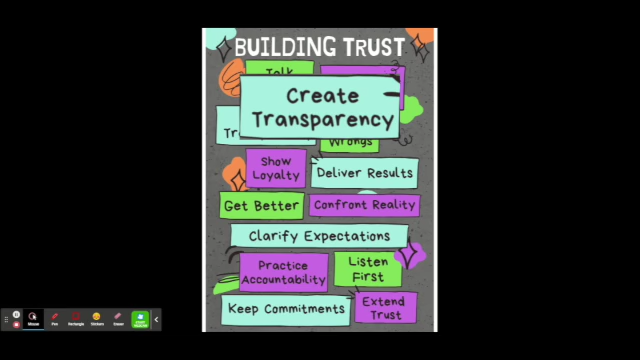 BUILDING TRUST
Talk
Create
Transparency
Wrongs
Show
Loyalty
Deliver Results
Get Better
Confront Reality
Clarify Expectations
Practice
Accountability
Listen
First
Keep Commitments
Extend
Trust
Mouse
Pen
Rectangle
Stickers
Eraser